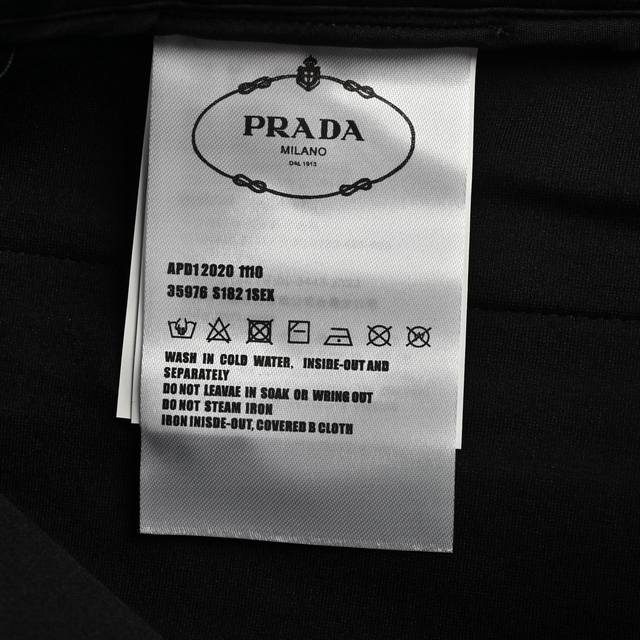 PRADA
MILANO
DAL 1913
APD1 2020 1110
35976 S182 1SEX
WASH IN COLD WATER, INSIDE-OUT AND
SEPARATELY
DO NOT LEAVAE IN SOAK OR WRING OUT
DO NOT STEAM IRON
IRON INISDE-OUT, COVERED B CLOTH